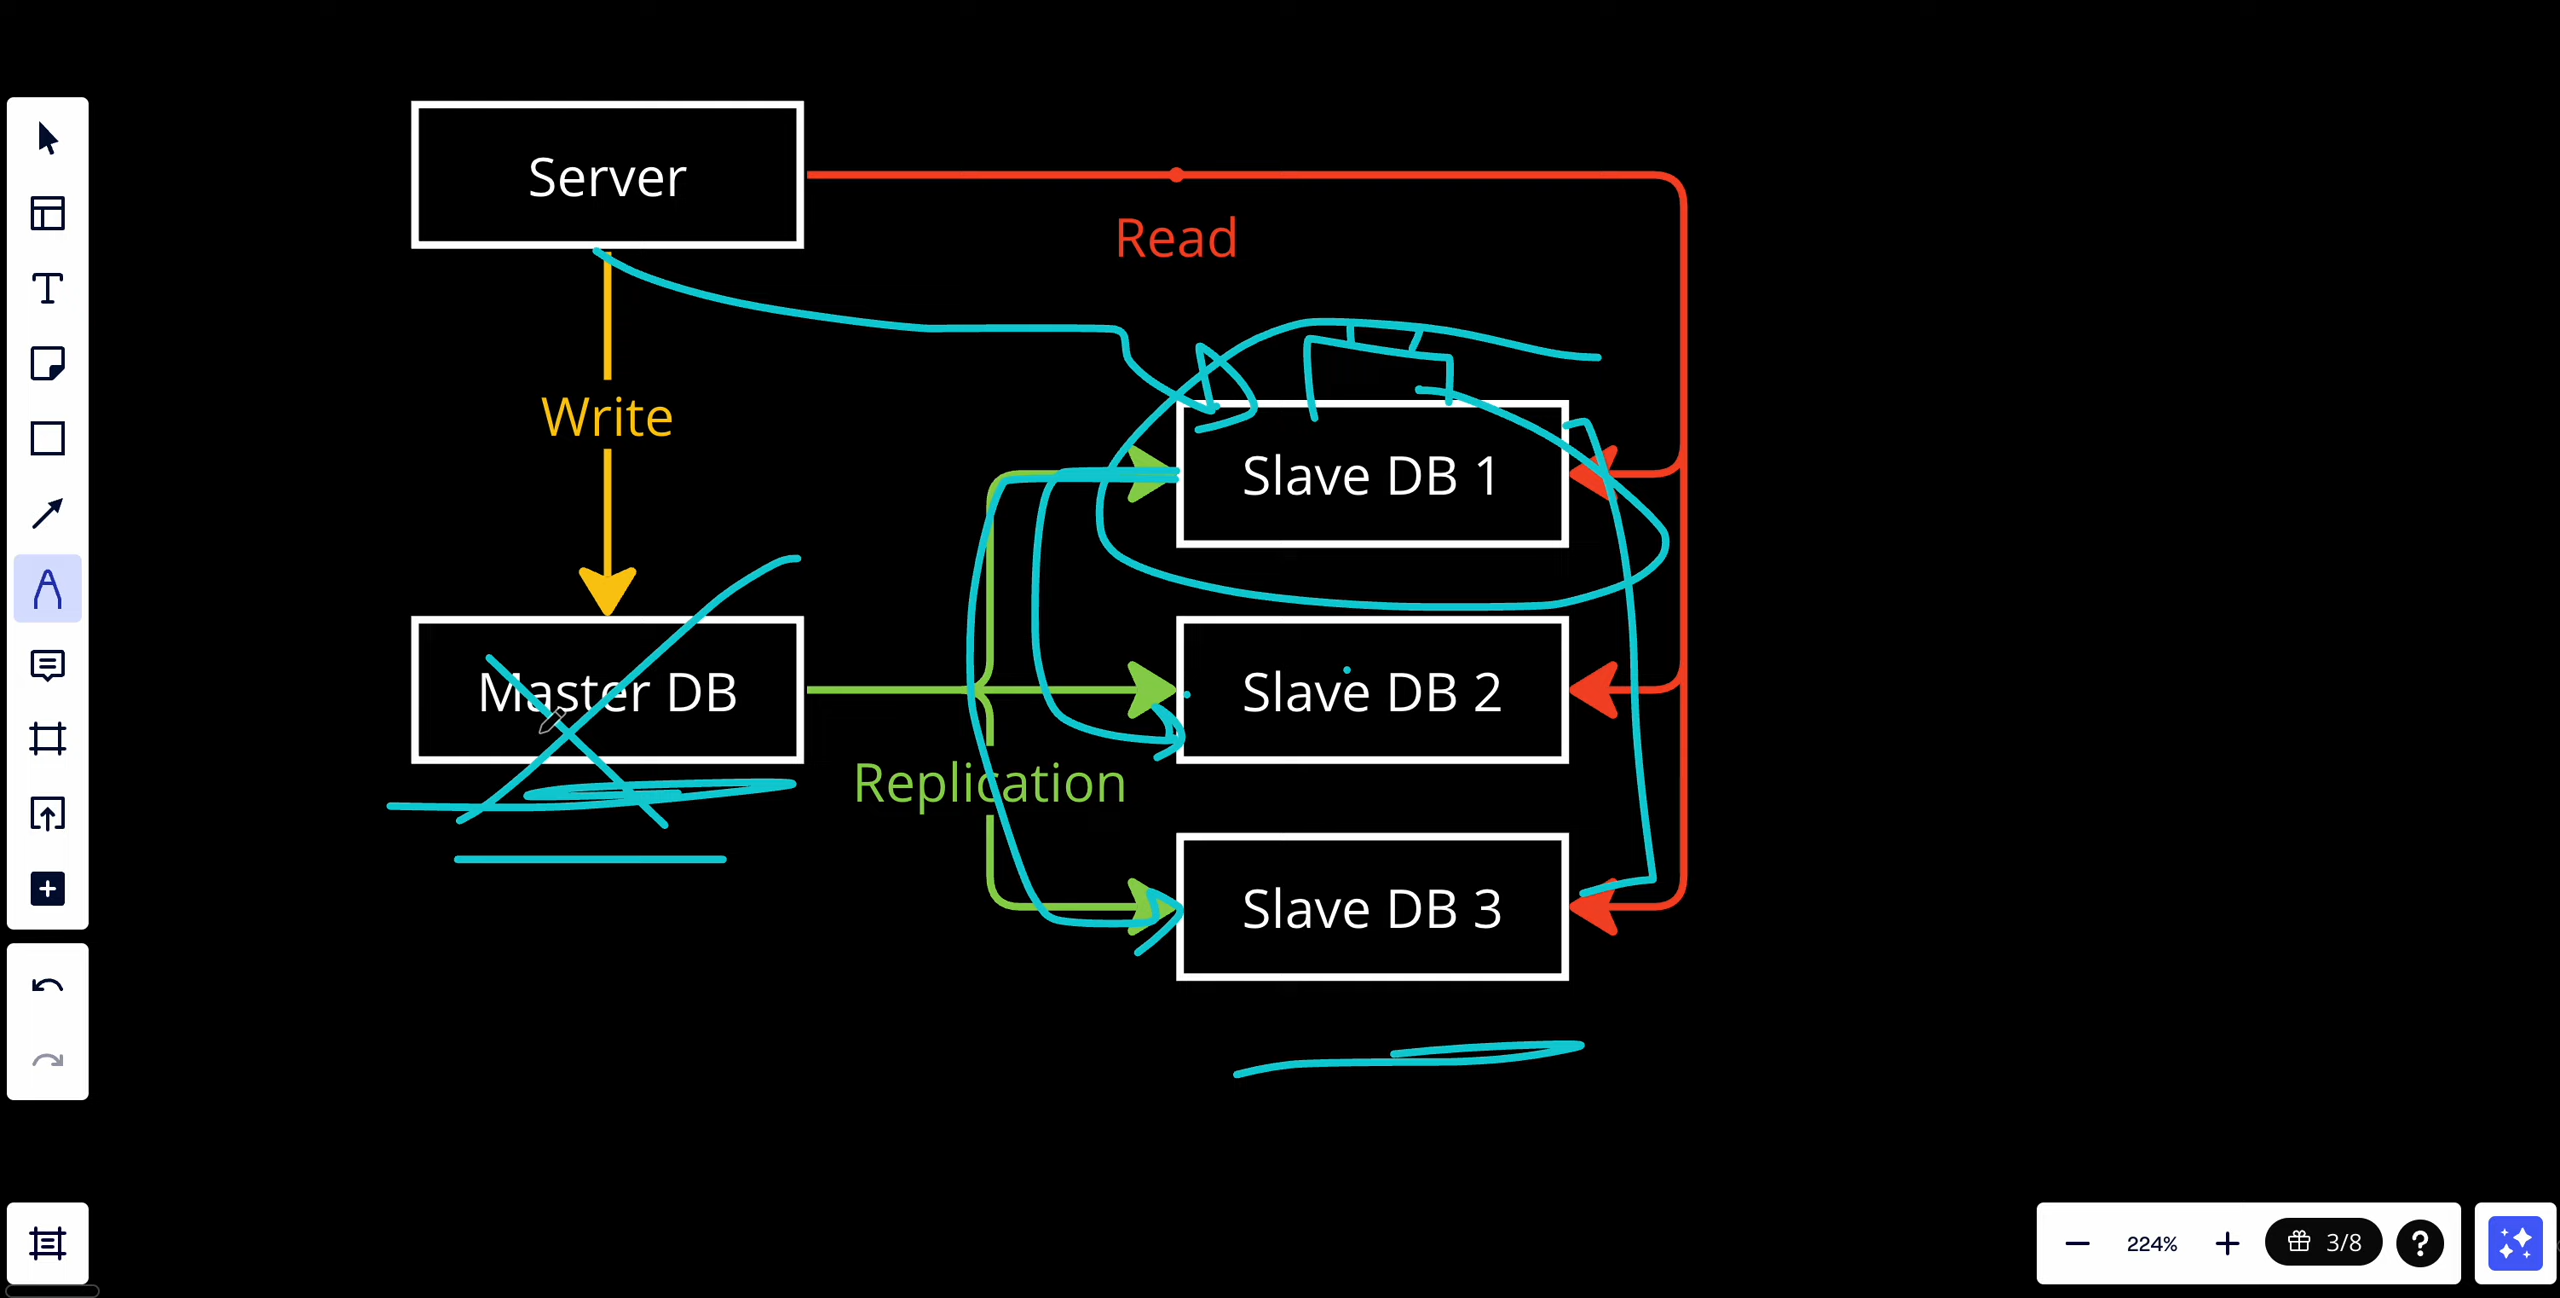 Server
Read
Write
Slave DB 1
Master DB
Slave DB 2
Replication
Slave DB 3
224%
3/8